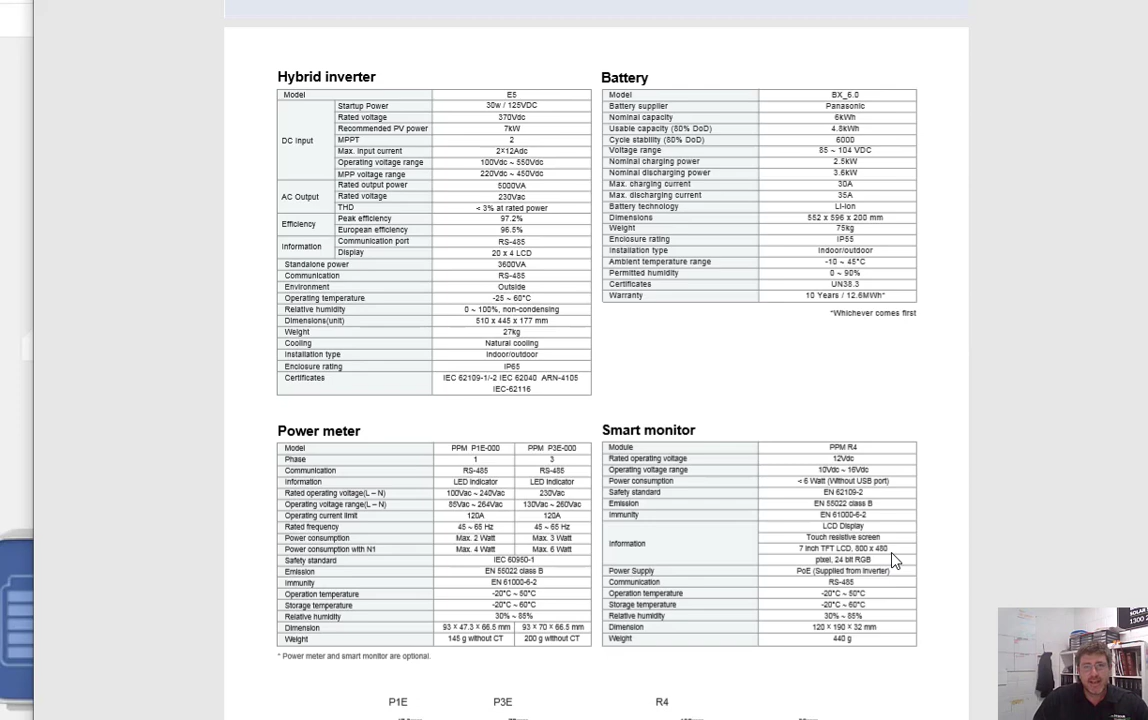 Hybrid inverter
Model E5
DC Input
Startup Power 30w / 125VDC
Rated voltage 370Vdc
Recommended PV power 7kW
MPPT 2
Max. Input current 2×12Adc
Operating voltage range 100Vdc ~ 550Vdc
MPP voltage range 220Vdc ~ 450Vdc
AC Output
Rated output power 5000VA
Rated voltage 230Vac
THD < 3% at rated power
Efficiency
Peak efficiency 97.2%
European efficiency 96.5%
Information
Communication port RS-485
Display 20 x 4 LCD
Standalone power 3600VA
Communication RS-485
Environment Outside
Operating temperature -25 ~ 60°C
Relative humidity 0 ~ 100%, non-condensing
Dimensions(unit) 510 x 445 x 177 mm
Weight 27kg
Cooling Natural cooling
Installation type Indoor/outdoor
Enclosure rating IP65
Certificates IEC 62109-1/-2 IEC 62040 ARN-4105
IEC-62116
Battery
Model BX_6.0
Battery supplier Panasonic
Nominal capacity 6kWh
Usable capacity (80% DoD) 4.8kWh
Cycle stability (80% DoD) 6000
Voltage range 85 ~ 104 VDC
Nominal charging power 2.5kW
Nominal discharging power 3.6kW
Max. charging current 30A
Max. discharging current 35A
Battery technology Li-ion
Dimensions 552 x 596 x 200 mm
Weight 75kg
Enclosure rating IP55
Installation type Indoor/outdoor
Ambient temperature range -10 ~ 45°C
Permitted humidity 0 ~ 90%
Certificates UN38.3
Warranty 10 Years / 12.6MWh*
*Whichever comes first
Power meter
Model PPM P1E-000 PPM P3E-000
Phase 1 3
Communication RS-485 RS-485
Information LED Indicator LED Indicator
Rated operating voltage(L – N) 100Vac ~ 240Vac 230Vac
Operating voltage range(L – N) 85Vac ~ 264Vac 130Vac ~ 260Vac
Operating current limit 120A 120A
Rated frequency 45 ~ 65 Hz 45 ~ 65 Hz
Power consumption Max. 2 Watt Max. 3 Watt
Power consumption with N1 Max. 4 Watt Max. 6 Watt
Safety standard IEC 60950-1
Emission EN 55022 class B
Immunity EN 61000-6-2
Operation temperature -20°C ~ 50°C
Storage temperature -20°C ~ 60°C
Relative humidity 30% ~ 85%
Dimension 93 X 47.3 X 66.5 mm 93 X 70 X 66.5 mm
Weight 145 g without CT 200 g without CT
* Power meter and smart monitor are optional.
Smart monitor
Module PPM R4
Rated operating voltage 12Vdc
Operating voltage range 10Vdc ~ 16Vdc
Power consumption < 6 Watt (Without USB port)
Safety standard EN 62109-2
Emission EN 55022 class B
Immunity EN 61000-6-2
Information
LCD Display
Touch resistive screen
7 inch TFT LCD, 800 x 480
pixel, 24 bit RGB
Power Supply PoE (Supplied from Inverter)
Communication RS-485
Operation temperature -20°C ~ 50°C
Storage temperature -20°C ~ 60°C
Relative humidity 30% ~ 85%
Dimension 120 X 190 X 32 mm
Weight 440 g
P1E P3E R4
SOLAR
1300 2